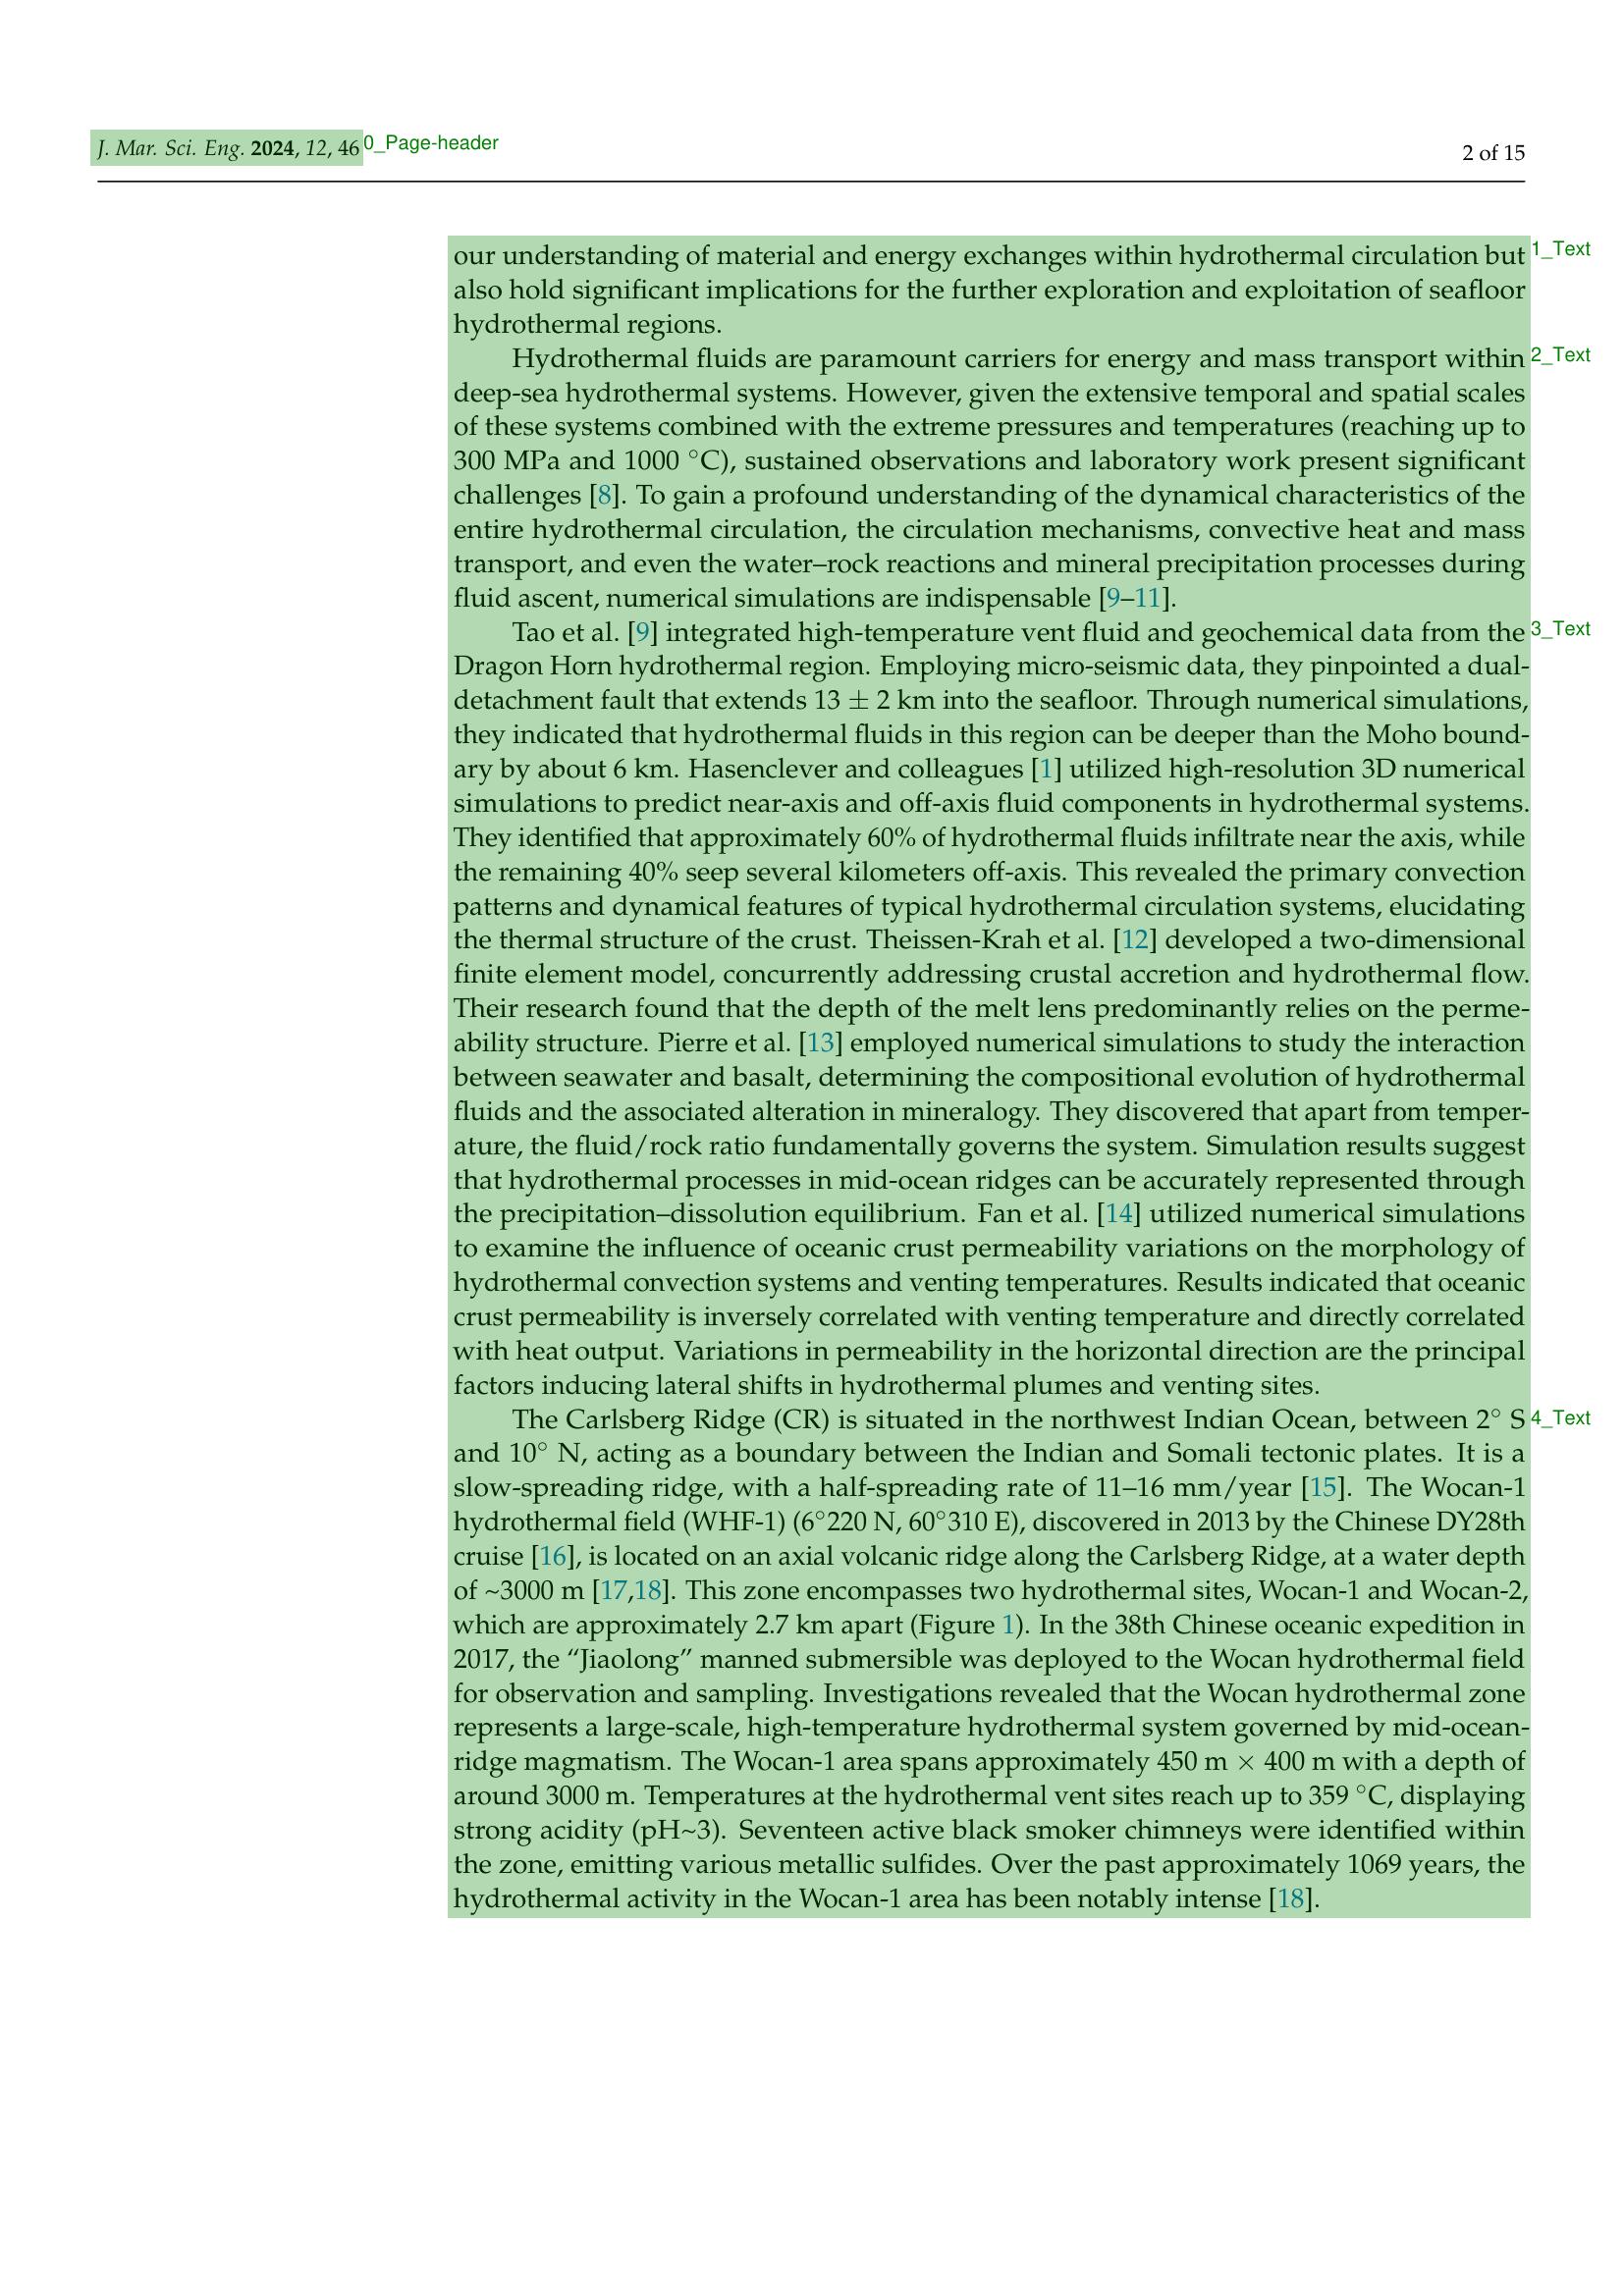 J. Mar. Sci. Eng. 2024, 12, 46
0_Page-header
2 of 15
our understanding of material and energy exchanges within hydrothermal circulation but
1_Text
also hold significant implications for the further exploration and exploitation of seafloor
hydrothermal regions.
Hydrothermal fluids are paramount carriers for energy and mass transport within
2_Text
deep-sea hydrothermal systems. However, given the extensive temporal and spatial scales
of these systems combined with the extreme pressures and temperatures (reaching up to
300 MPa and 1000 °C), sustained observations and laboratory work present significant
challenges [8]. To gain a profound understanding of the dynamical characteristics of the
entire hydrothermal circulation, the circulation mechanisms, convective heat and mass
transport, and even the water–rock reactions and mineral precipitation processes during
fluid ascent, numerical simulations are indispensable [9–11].
Tao et al. [9] integrated high-temperature vent fluid and geochemical data from the
3_Text
Dragon Horn hydrothermal region. Employing micro-seismic data, they pinpointed a dual-
detachment fault that extends 13 ± 2 km into the seafloor. Through numerical simulations,
they indicated that hydrothermal fluids in this region can be deeper than the Moho bound-
ary by about 6 km. Hasenclever and colleagues [1] utilized high-resolution 3D numerical
simulations to predict near-axis and off-axis fluid components in hydrothermal systems.
They identified that approximately 60% of hydrothermal fluids infiltrate near the axis, while
the remaining 40% seep several kilometers off-axis. This revealed the primary convection
patterns and dynamical features of typical hydrothermal circulation systems, elucidating
the thermal structure of the crust. Theissen-Krah et al. [12] developed a two-dimensional
finite element model, concurrently addressing crustal accretion and hydrothermal flow.
Their research found that the depth of the melt lens predominantly relies on the perme-
ability structure. Pierre et al. [13] employed numerical simulations to study the interaction
between seawater and basalt, determining the compositional evolution of hydrothermal
fluids and the associated alteration in mineralogy. They discovered that apart from temper-
ature, the fluid/rock ratio fundamentally governs the system. Simulation results suggest
that hydrothermal processes in mid-ocean ridges can be accurately represented through
the precipitation–dissolution equilibrium. Fan et al. [14] utilized numerical simulations
to examine the influence of oceanic crust permeability variations on the morphology of
hydrothermal convection systems and venting temperatures. Results indicated that oceanic
crust permeability is inversely correlated with venting temperature and directly correlated
with heat output. Variations in permeability in the horizontal direction are the principal
factors inducing lateral shifts in hydrothermal plumes and venting sites.
The Carlsberg Ridge (CR) is situated in the northwest Indian Ocean, between 2° S
4_Text
and 10° N, acting as a boundary between the Indian and Somali tectonic plates. It is a
slow-spreading ridge, with a half-spreading rate of 11–16 mm/year [15]. The Wocan-1
hydrothermal field (WHF-1) (6°220 N, 60°310 E), discovered in 2013 by the Chinese DY28th
cruise [16], is located on an axial volcanic ridge along the Carlsberg Ridge, at a water depth
of ~3000 m [17,18]. This zone encompasses two hydrothermal sites, Wocan-1 and Wocan-2,
which are approximately 2.7 km apart (Figure 1). In the 38th Chinese oceanic expedition in
2017, the “Jiaolong” manned submersible was deployed to the Wocan hydrothermal field
for observation and sampling. Investigations revealed that the Wocan hydrothermal zone
represents a large-scale, high-temperature hydrothermal system governed by mid-ocean-
ridge magmatism. The Wocan-1 area spans approximately 450 m × 400 m with a depth of
around 3000 m. Temperatures at the hydrothermal vent sites reach up to 359 °C, displaying
strong acidity (pH~3). Seventeen active black smoker chimneys were identified within
the zone, emitting various metallic sulfides. Over the past approximately 1069 years, the
hydrothermal activity in the Wocan-1 area has been notably intense [18].